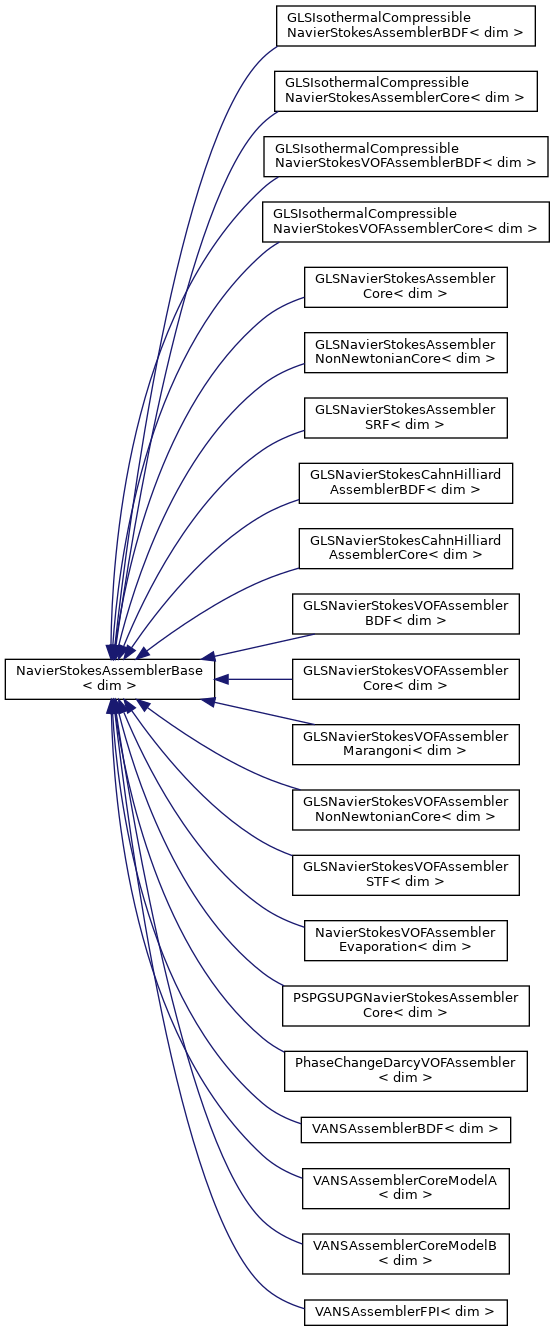 GLSIsothermalCompressible
NavierStokesAssemblerBDF< dim >
GLSIsothermalCompressible
NavierStokesAssemblerCore< dim >
GLSIsothermalCompressible
NavierStokesVOFAssemblerBDF< dim >
GLSIsothermalCompressible
NavierStokesVOFAssemblerCore< dim >
GLSNavierStokesAssembler
Core< dim >
GLSNavierStokesAssembler
NonNewtonianCore< dim >
GLSNavierStokesAssembler
SRF< dim >
GLSNavierStokesCahnHilliard
AssemblerBDF< dim >
GLSNavierStokesCahnHilliard
AssemblerCore< dim >
GLSNavierStokesVOFAssembler
BDF< dim >
NavierStokesAssemblerBase
< dim >
GLSNavierStokesVOFAssembler
Core< dim >
GLSNavierStokesVOFAssembler
Marangoni< dim >
GLSNavierStokesVOFAssembler
NonNewtonianCore< dim >
GLSNavierStokesVOFAssembler
STF< dim >
NavierStokesVOFAssembler
Evaporation< dim >
PSPGSUPGNavierStokesAssembler
Core< dim >
PhaseChangeDarcyVOFAssembler
< dim >
VANSAssemblerBDF< dim >
VANSAssemblerCoreModelA
< dim >
VANSAssemblerCoreModelB
< dim >
VANSAssemblerFPI< dim >